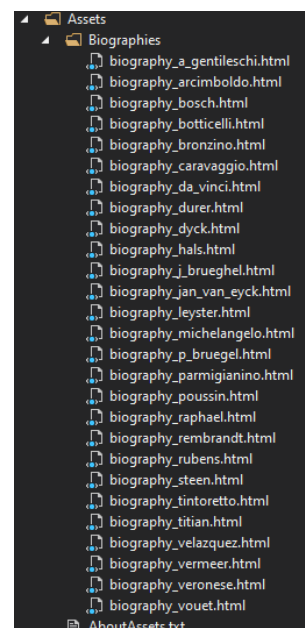 Assets
Biographies
biography_a_gentileschi.html
biography_arcimboldo.html
biography_bosch.html
biography_botticelli.html
biography_bronzino.html
biography_caravaggio.html
biography_da_vinci.html
biography_durer.html
biography_dyck.html
biography_hals.html
biography_j_brueghel.html
biography_jan_van_eyck.html
biography_leyster.html
biography_michelangelo.html
biography_p_bruegel.html
biography_parmigianino.html
biography_poussin.html
biography_raphael.html
biography_rembrandt.html
biography_rubens.html
biography_steen.html
biography_tintoretto.html
biography_titian.html
biography_velazquez.html
biography_vermeer.html
biography_veronese.html
biography_vouet.html
AboutAssets.txt